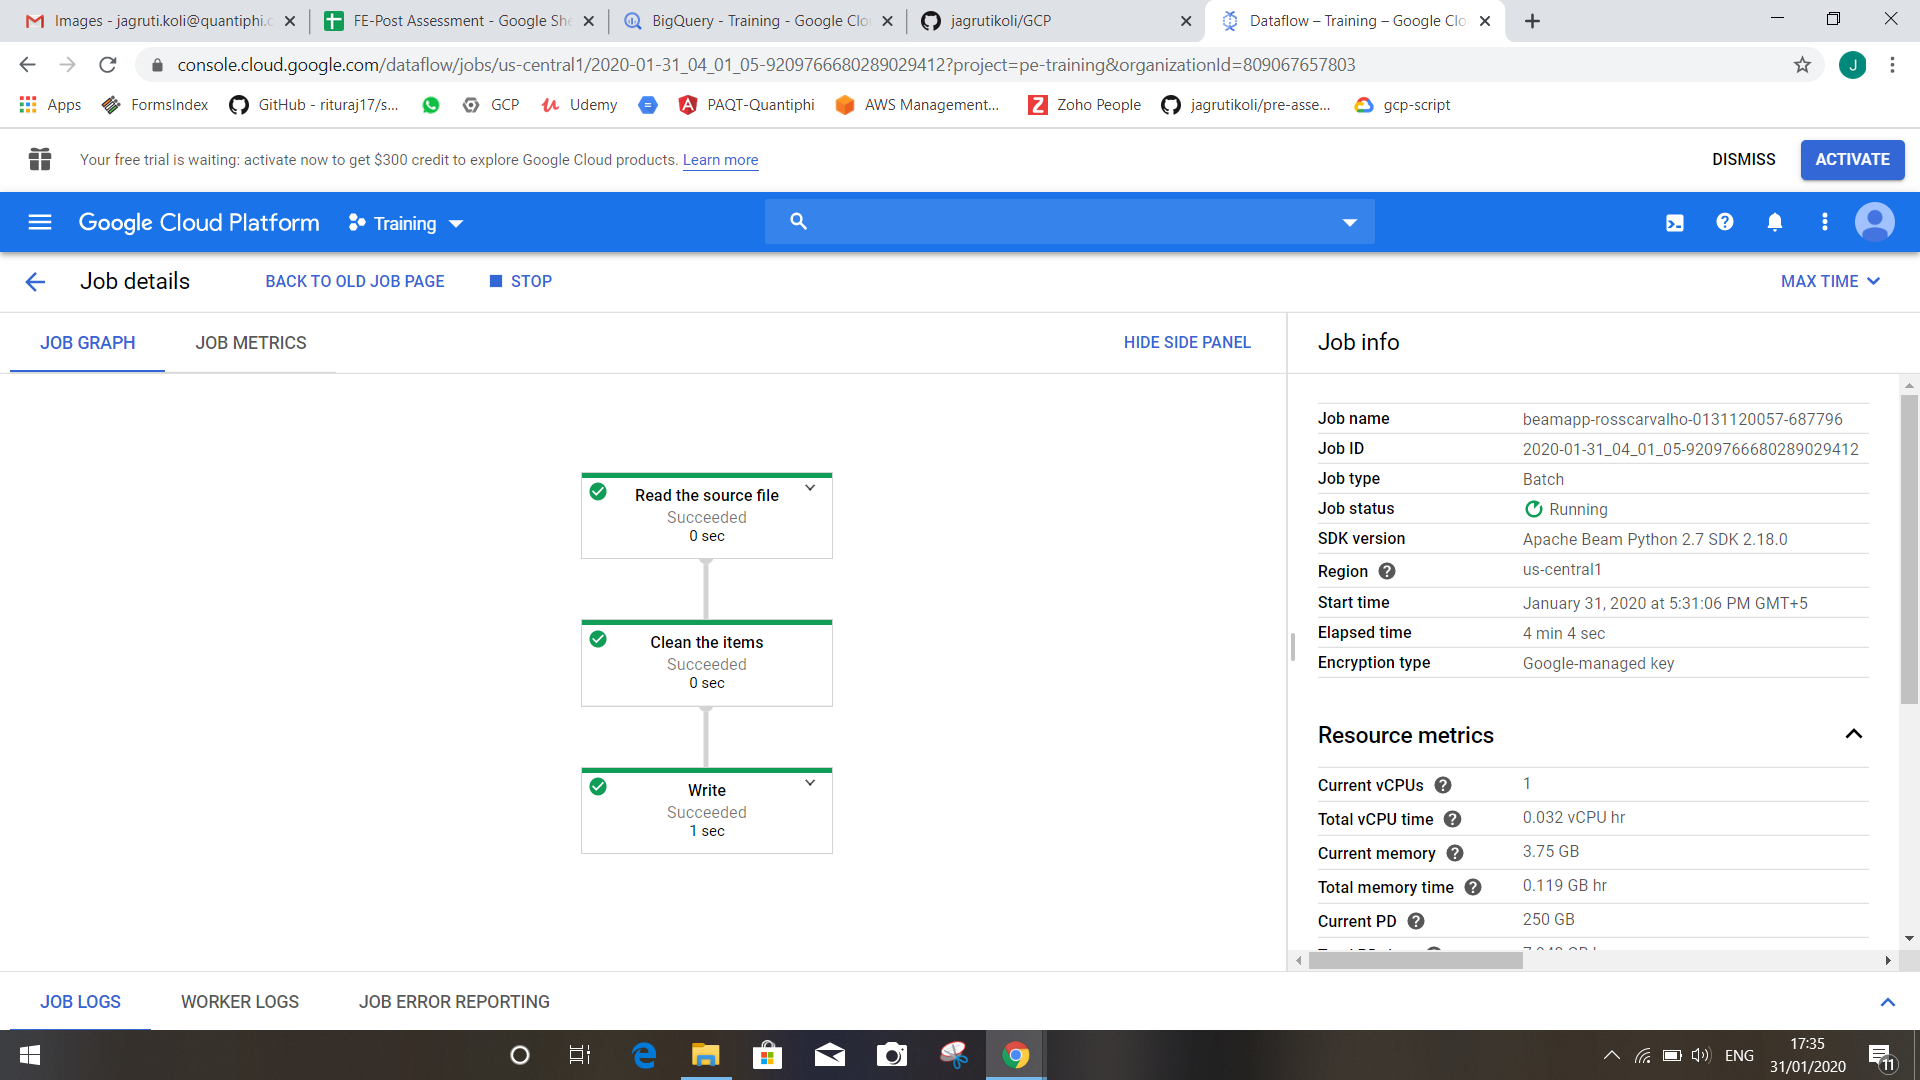 Images - jagruti.koli@quantiphi.c
FE-Post Assessment - Google She
BigQuery - Training - Google Clo
jagrutikoli/GCP
Dataflow – Training – Google Clo
console.cloud.google.com/dataflow/jobs/us-central1/2020-01-31_04_01_05-9209766680289029412?project=pe-training&organizationId=809067657803
J
Apps
FormsIndex
GitHub - rituraj17/s...
GCP
Udemy
PAQT-Quantiphi
AWS Management...
Zoho People
jagrutikoli/pre-asse...
gcp-script
Your free trial is waiting: activate now to get $300 credit to explore Google Cloud products. Learn more
DISMISS
ACTIVATE
Google Cloud Platform
Training
Job details
BACK TO OLD JOB PAGE
STOP
MAX TIME
JOB GRAPH
JOB METRICS
HIDE SIDE PANEL
Read the source file
Succeeded
0 sec
Clean the items
Succeeded
0 sec
Write
Succeeded
1 sec
Job info
Job name beamapp-rosscarvalho-0131120057-687796
Job ID 2020-01-31_04_01_05-9209766680289029412
Job type Batch
Job status Running
SDK version Apache Beam Python 2.7 SDK 2.18.0
Region us-central1
Start time January 31, 2020 at 5:31:06 PM GMT+5
Elapsed time 4 min 4 sec
Encryption type Google-managed key
Resource metrics
Current vCPUs 1
Total vCPU time 0.032 vCPU hr
Current memory 3.75 GB
Total memory time 0.119 GB hr
Current PD 250 GB
JOB LOGS
WORKER LOGS
JOB ERROR REPORTING
ENG
17:35
31/01/2020
11